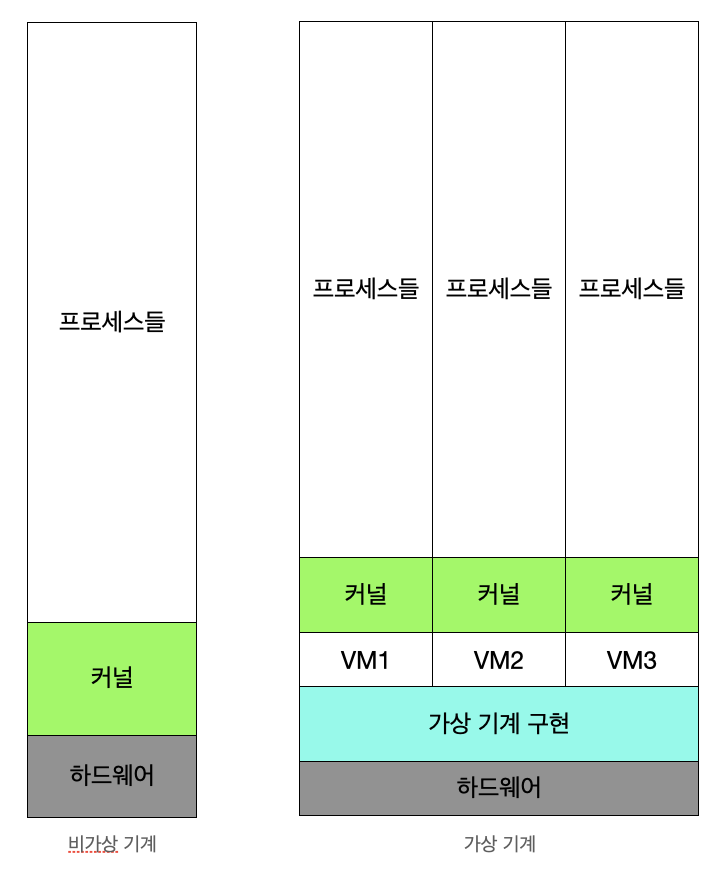 프로세스들
커널
하드웨어
비가상 기계
프로세스들 프로세스들 프로세스들
커널 커널 커널
VM1 VM2 VM3
가상 기계 구현
하드웨어
가상 기계